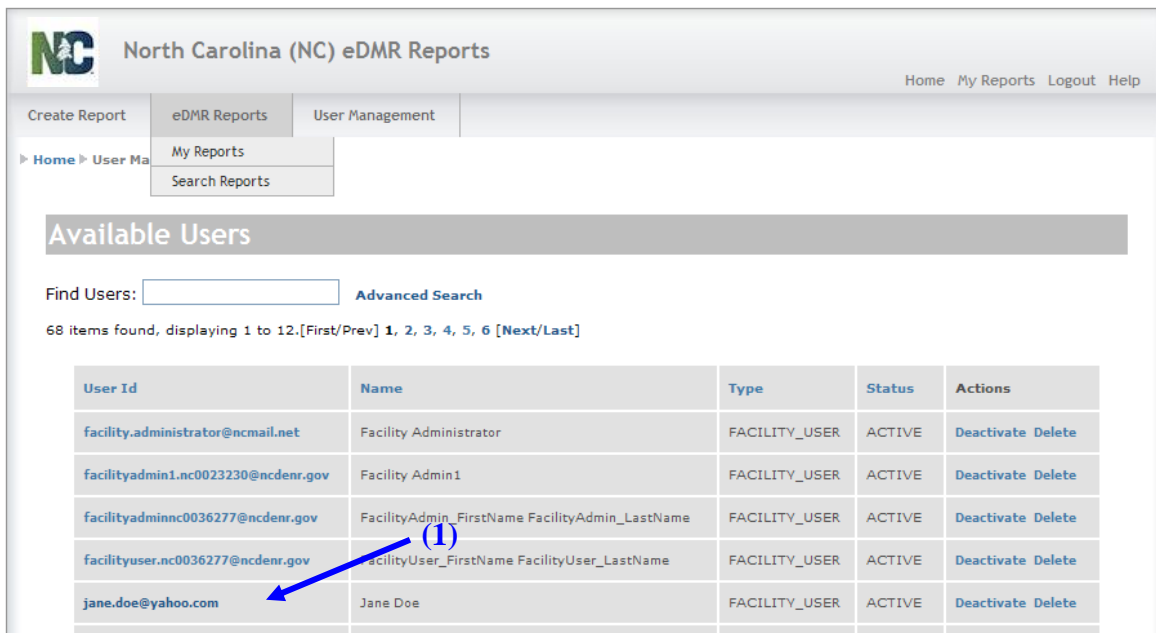 NC North Carolina (NC) eDMR Reports
Home My Reports Logout Help
Create Report eDMR Reports User Management
Home User Ma
My Reports
Search Reports
Available Users
Find Users: Advanced Search
68 items found, displaying 1 to 12.[First/Prev] 1, 2, 3, 4, 5, 6 [Next/Last]
User Id Name Type Status Actions
facility.administrator@ncmail.net Facility Administrator FACILITY_USER ACTIVE Deactivate Delete
facilityadmin1.nc0023230@ncdenr.gov Facility Admin1 FACILITY_USER ACTIVE Deactivate Delete
facilityadminnc0036277@ncdenr.gov FacilityAdmin_FirstName FacilityAdmin_LastName FACILITY_USER ACTIVE Deactivate Delete
(1)
facilityuser.nc0036277@ncdenr.gov FacilityUser_FirstName FacilityUser_LastName FACILITY_USER ACTIVE Deactivate Delete
jane.doe@yahoo.com Jane Doe FACILITY_USER ACTIVE Deactivate Delete